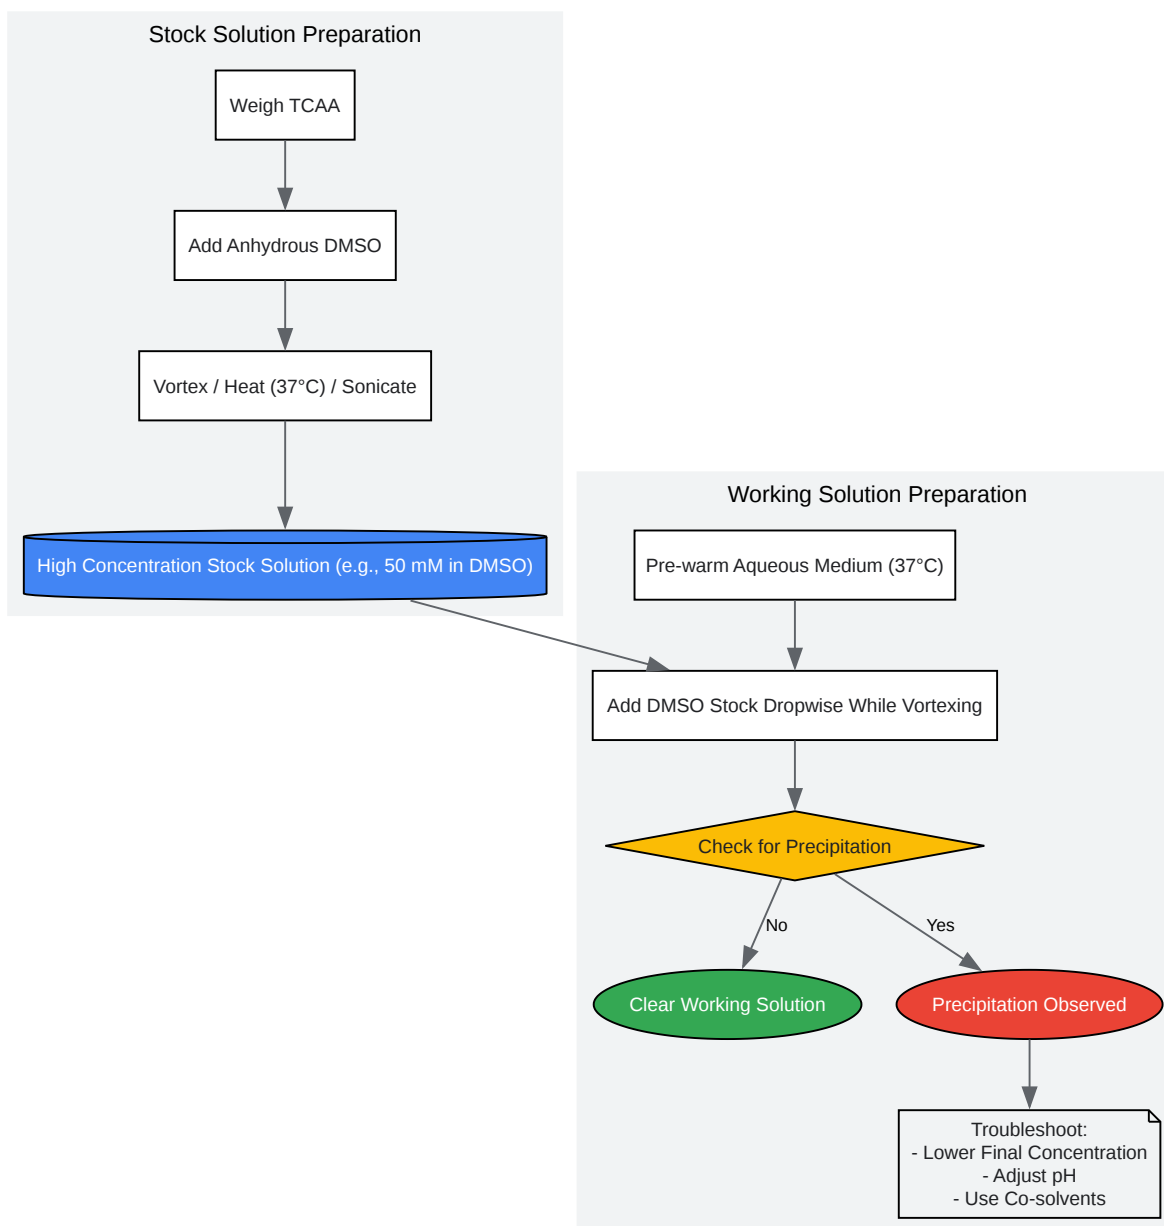 Stock Solution Preparation
Weigh TCAA
Add Anhydrous DMSO
Vortex / Heat (37°C) / Sonicate
High Concentration Stock Solution (e.g., 50 mM in DMSO)
Working Solution Preparation
Pre-warm Aqueous Medium (37°C)
Add DMSO Stock Dropwise While Vortexing
Check for Precipitation
No
Yes
Clear Working Solution
Precipitation Observed
Troubleshoot:
- Lower Final Concentration
- Adjust pH
- Use Co-solvents